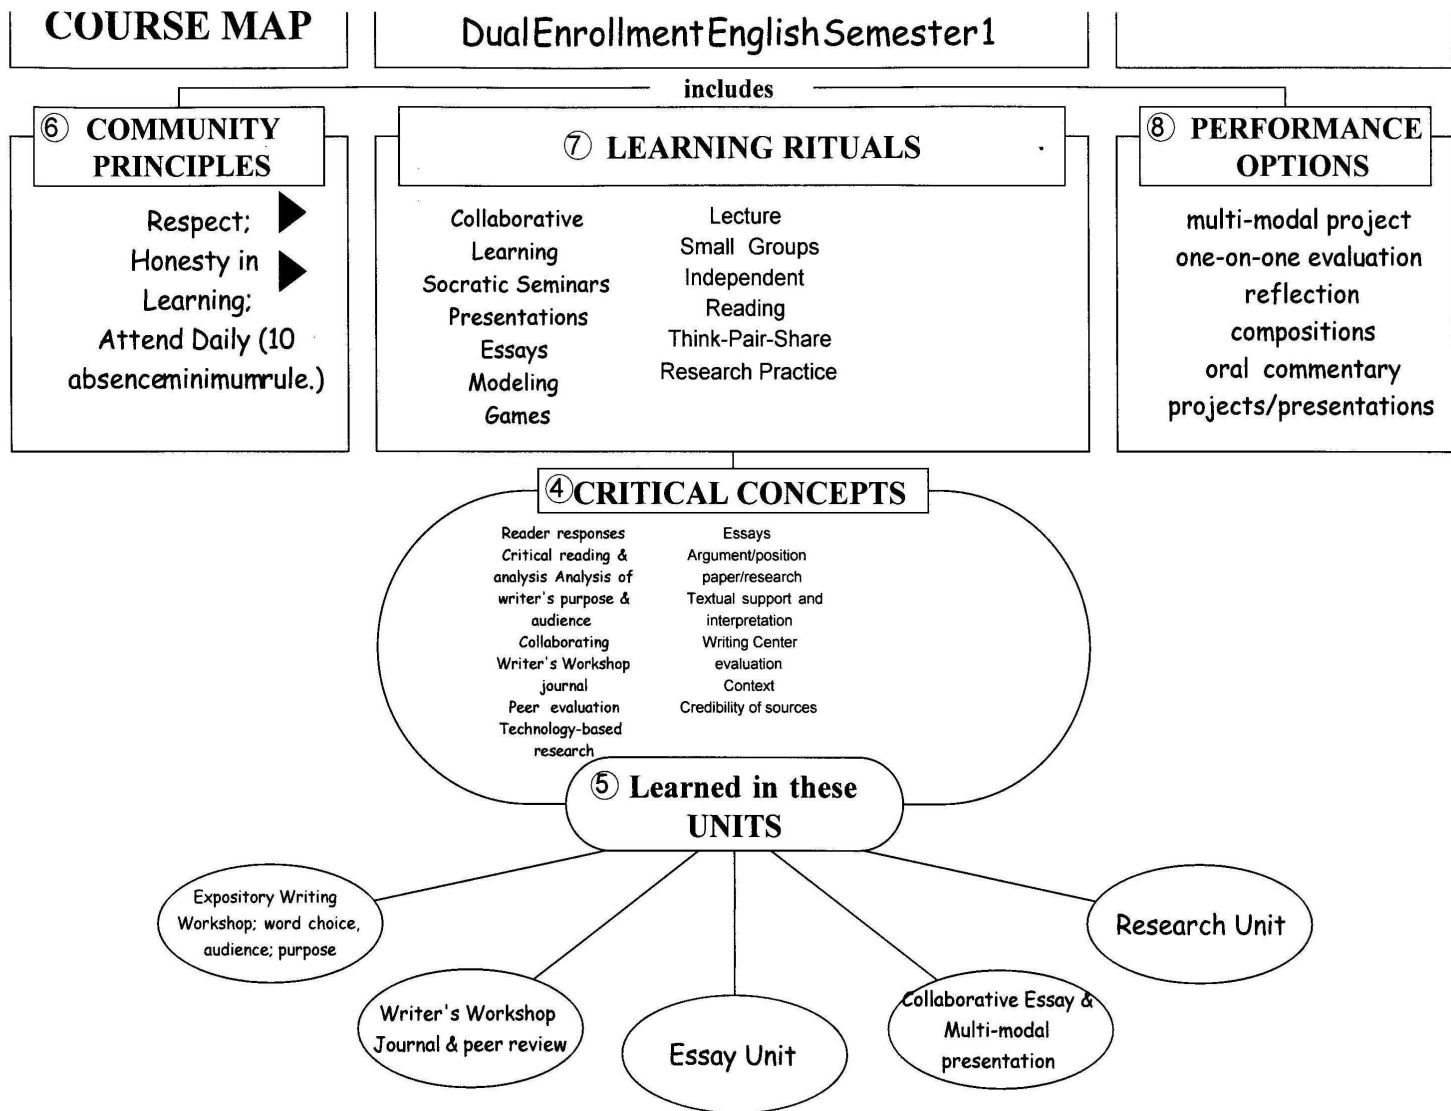 COURSE MAP
DualEnrollmentEnglishSemester1
includes
⑥ COMMUNITY
PRINCIPLES
Respect;
Honesty in
Learning;
Attend Daily (10
absenceminimumrule.)
⑦ LEARNING RITUALS
Collaborative
Learning
Socratic Seminars
Presentations
Essays
Modeling
Games
Lecture
Small Groups
Independent
Reading
Think-Pair-Share
Research Practice
⑧ PERFORMANCE
OPTIONS
multi-modal project
one-on-one evaluation
reflection
compositions
oral commentary
projects/presentations
④ CRITICAL CONCEPTS
Reader responses
Critical reading &
analysis Analysis of
writer's purpose &
audience
Collaborating
Writer's Workshop
journal
Peer evaluation
Technology-based
research
Essays
Argument/position
paper/research
Textual support and
interpretation
Writing Center
evaluation
Context
Credibility of sources
⑤ Learned in these
UNITS
Expository Writing
Workshop; word choice,
audience; purpose
Writer's Workshop
Journal & peer review
Essay Unit
Collaborative Essay &
Multi-modal
presentation
Research Unit